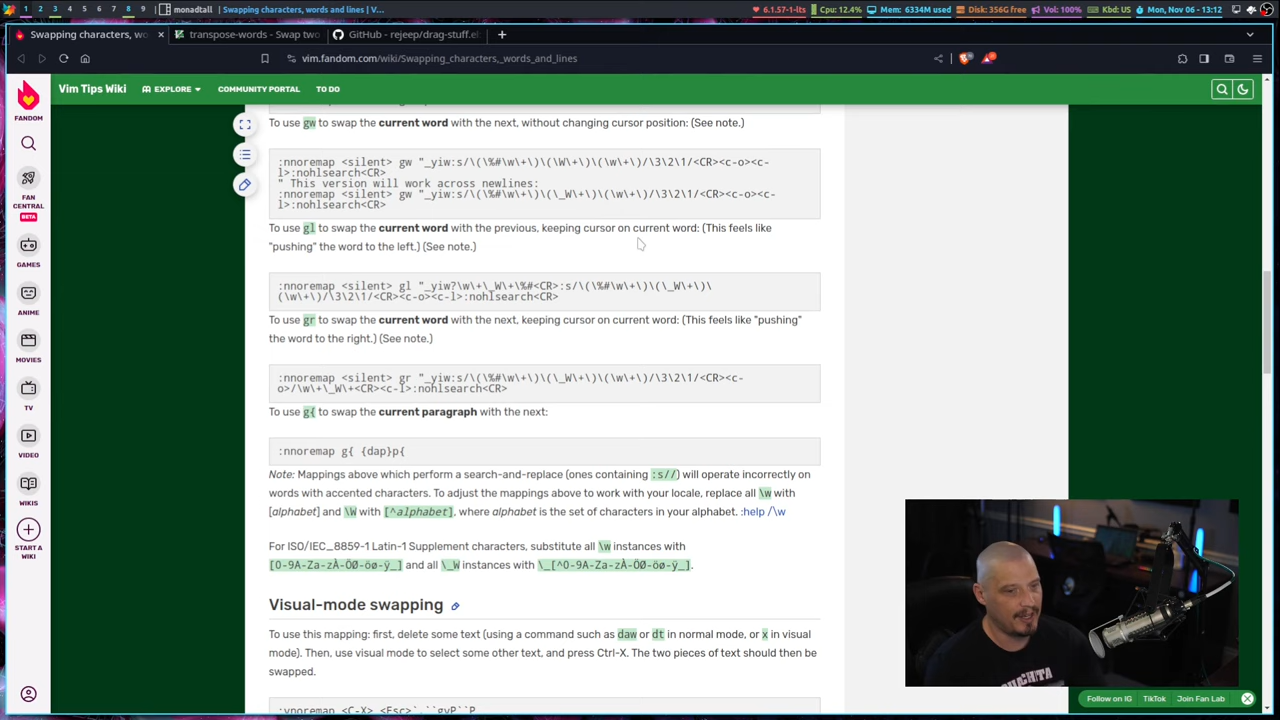 1 2 3 4 5 6 7 8 9 monadtall Swapping characters, words and lines | V... 6.1.57-1-lts Cpu: 12.4% Mem: 6334M used Disk: 356G free Vol: 100% Kbd: US Mon, Nov 06 - 13:12
Swapping characters, wo × transpose-words - Swap two GitHub - rejeep/drag-stuff.el +
vim.fandom.com/wiki/Swapping_characters,_words_and_lines
FANDOM
FAN CENTRAL
BETA
GAMES
ANIME
MOVIES
TV
VIDEO
WIKIS
START A WIKI
Vim Tips Wiki EXPLORE COMMUNITY PORTAL TO DO
To use gw to swap the current word with the next, without changing cursor position: (See note.)
:nnoremap <silent> gw "_yiw:s/\(\%#\w\+\)\(\W\+\)\(\w\+\)/\3\2\1/<CR><c-o><c-
l>:nohlsearch<CR>
" This version will work across newlines:
:nnoremap <silent> gw "_yiw:s/\(\%#\w\+\)\(\_W\+\)\(\w\+\)/\3\2\1/<CR><c-o><c-
l>:nohlsearch<CR>
To use gl to swap the current word with the previous, keeping cursor on current word: (This feels like
"pushing" the word to the left.) (See note.)
:nnoremap <silent> gl "_yiw?\w\+\_W\+\%#<CR>:s/\(\%#\w\+\)\(\_W\+\)\
(\w\+\)/\3\2\1/<CR><c-o><c-l>:nohlsearch<CR>
To use gr to swap the current word with the next, keeping cursor on current word: (This feels like "pushing"
the word to the right.) (See note.)
:nnoremap <silent> gr "_yiw:s/\(\%#\w\+\)\(\_W\+\)\(\w\+\)/\3\2\1/<CR><c-
o>/\w\+\_W\+<CR><c-l>:nohlsearch<CR>
To use g{ to swap the current paragraph with the next:
:nnoremap g{ {dap}p{
Note: Mappings above which perform a search-and-replace (ones containing :s//) will operate incorrectly on
words with accented characters. To adjust the mappings above to work with your locale, replace all \w with
[alphabet] and \W with [^alphabet], where alphabet is the set of characters in your alphabet. :help /\w
For ISO/IEC_8859-1 Latin-1 Supplement characters, substitute all \w instances with
[0-9A-Za-zÀ-ÖØ-öø-ÿ_] and all \_W instances with \_[^0-9A-Za-zÀ-ÖØ-öø-ÿ_].
Visual-mode swapping
To use this mapping: first, delete some text (using a command such as daw or dt in normal mode, or x in visual
mode). Then, use visual mode to select some other text, and press Ctrl-X. The two pieces of text should then be
swapped.
:vnoremap <C-X> <Esc>`.``gvP``P
Follow on IG TikTok Join Fan Lab